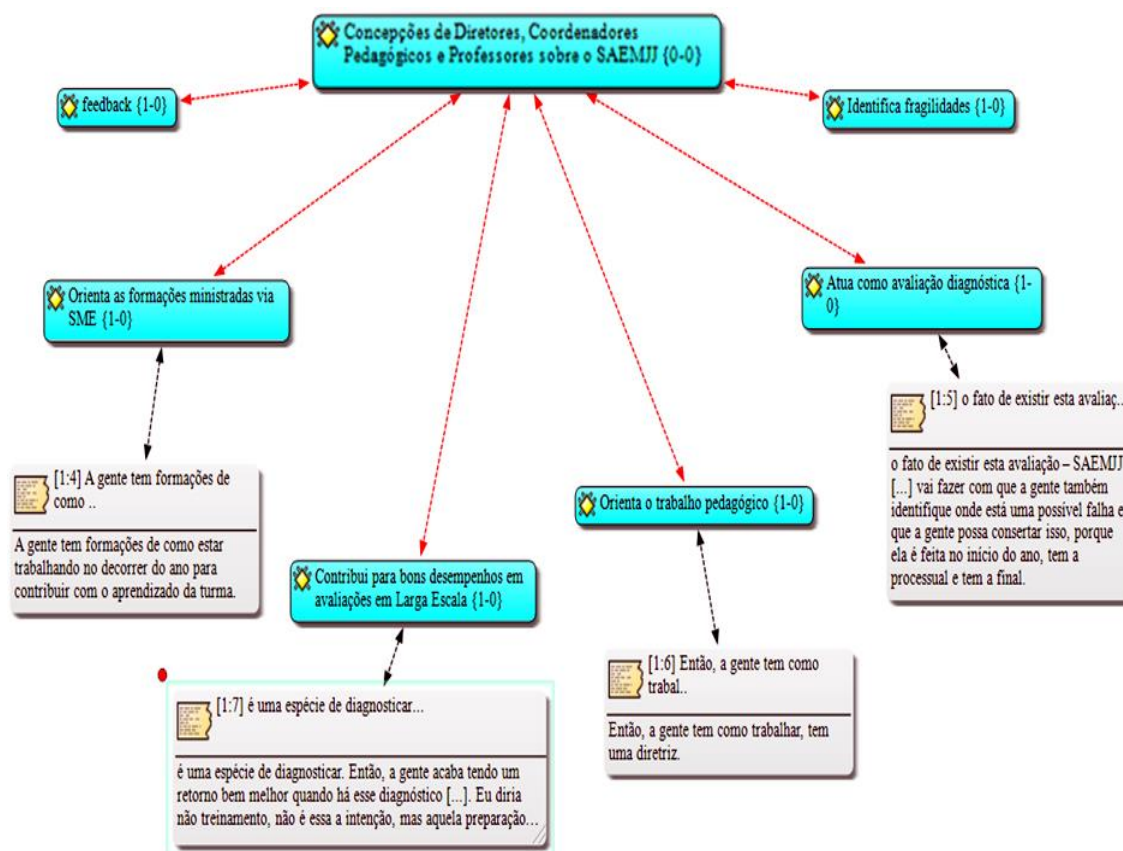 Concepções de Diretores, Coordenadores
Pedagógicos e Professores sobre o SAEMJJ {0-0}
feedback {1-0}
Identifica fragilidades {1-0}
Orienta as formações ministradas via
SME {1-0}
Atua como avaliação diagnóstica {1-
0}
[1:5] o fato de existir esta avaliaç..
o fato de existir esta avaliação – SAEMJJ
[...] vai fazer com que a gente também
identifique onde está uma possível falha e
que a gente possa consertar isso, porque
ela é feita no início do ano, tem a
processual e tem a final.
[1:4] A gente tem formações de
como ..
A gente tem formações de como estar
trabalhando no decorrer do ano para
contribuir com o aprendizado da turma.
Orienta o trabalho pedagógico {1-0}
Contribui para bons desempenhos em
avaliações em Larga Escala {1-0}
[1:6] Então, a gente tem como
trabal..
Então, a gente tem como trabalhar, tem
uma diretriz.
[1:7] é uma espécie de diagnosticar...
é uma espécie de diagnosticar. Então, a gente acaba tendo um
retorno bem melhor quando há esse diagnóstico [...]. Eu diria
não treinamento, não é essa a intenção, mas aquela preparação...